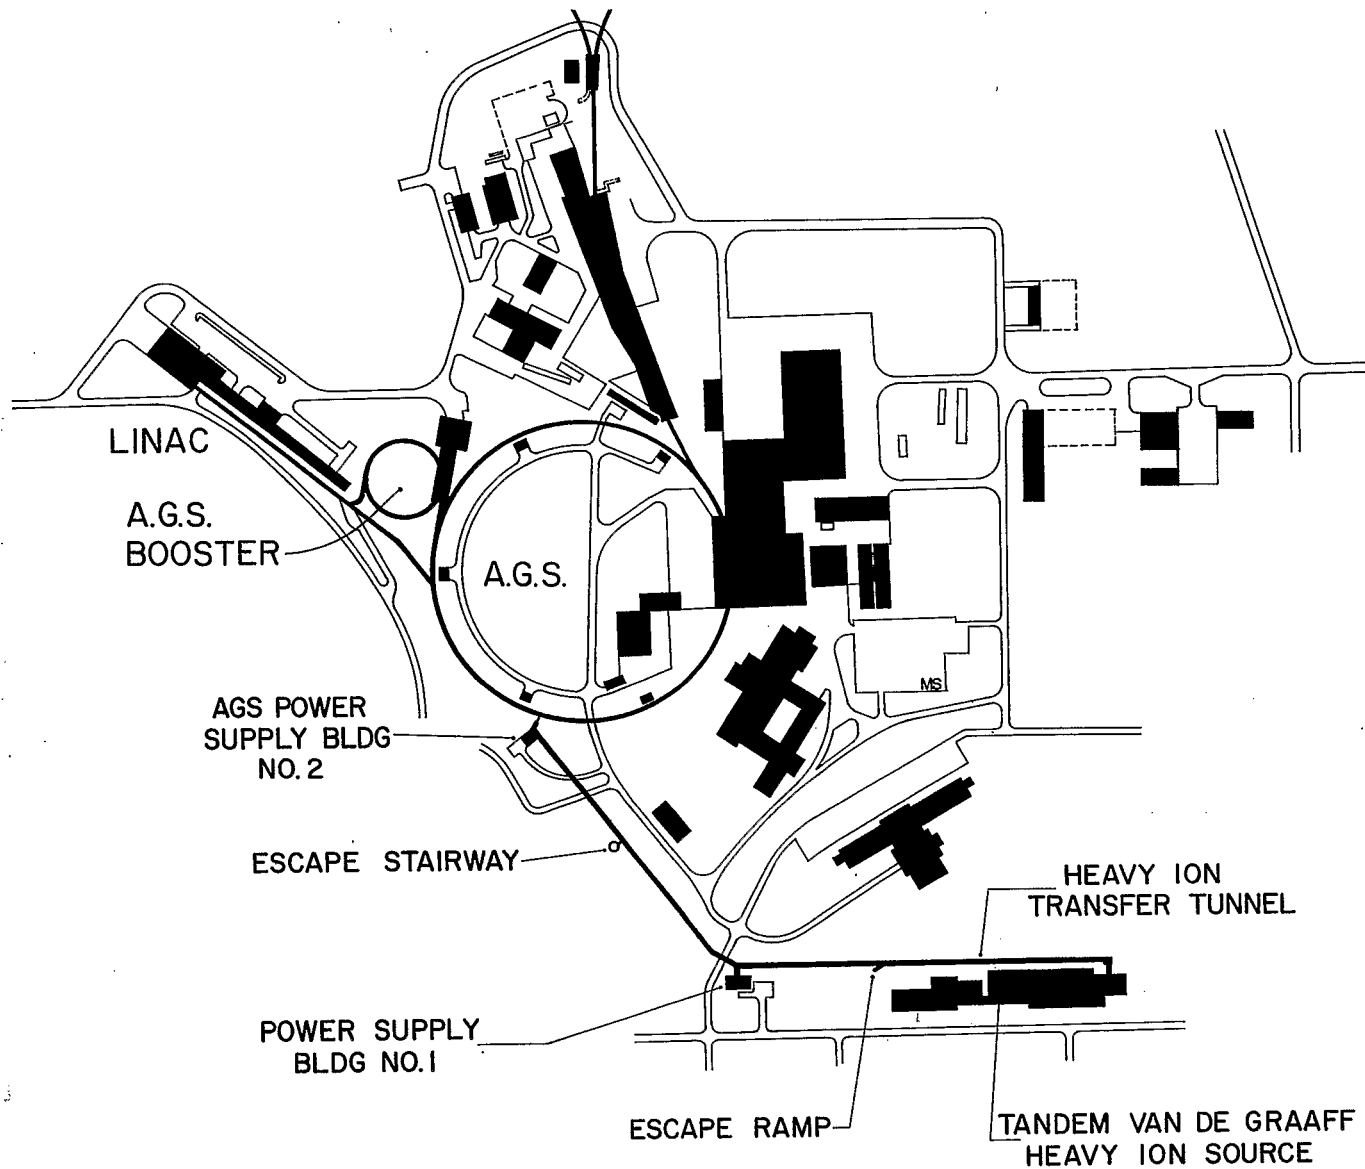 LINAC
A.G.S.
BOOSTER
A.G.S.
MS
AGS POWER
SUPPLY BLDG
NO. 2
ESCAPE STAIRWAY
HEAVY ION
TRANSFER TUNNEL
POWER SUPPLY
BLDG NO. 1
ESCAPE RAMP
TANDEM VAN DE GRAAFF
HEAVY ION SOURCE